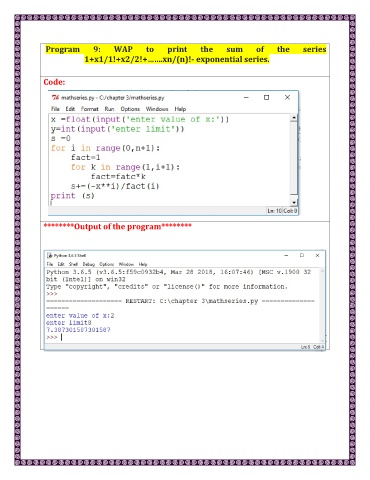 Program 9: WAP to print the sum of the series
1+x1/1!+x2/2!+…….xn/(n)!- exponential series.
Code:
mathseries.py - C:/chapter 3/mathseries.py
File Edit Format Run Options Windows Help
x =float(input('enter value of x:'))
y=int(input('enter limit'))
s =0
for i in range(0,n+1):
fact=1
for k in range(1,i+1):
fact=fatc*k
s+=(-x**i)/fact(i)
print (s)
Ln: 10 Col: 0
********Output of the program********
Python 3.6.5 Shell
File Edit Shell Debug Options Window Help
Python 3.6.5 (v3.6.5:f59c0932b4, Mar 28 2018, 16:07:46) [MSC v.1900 32
bit (Intel)] on win32
Type "copyright", "credits" or "license()" for more information.
>>>
==================== RESTART: C:\chapter 3\mathseries.py ==============
======
enter value of x:2
enter limit8
7.387301587301587
>>>
Ln: 8 Col: 4